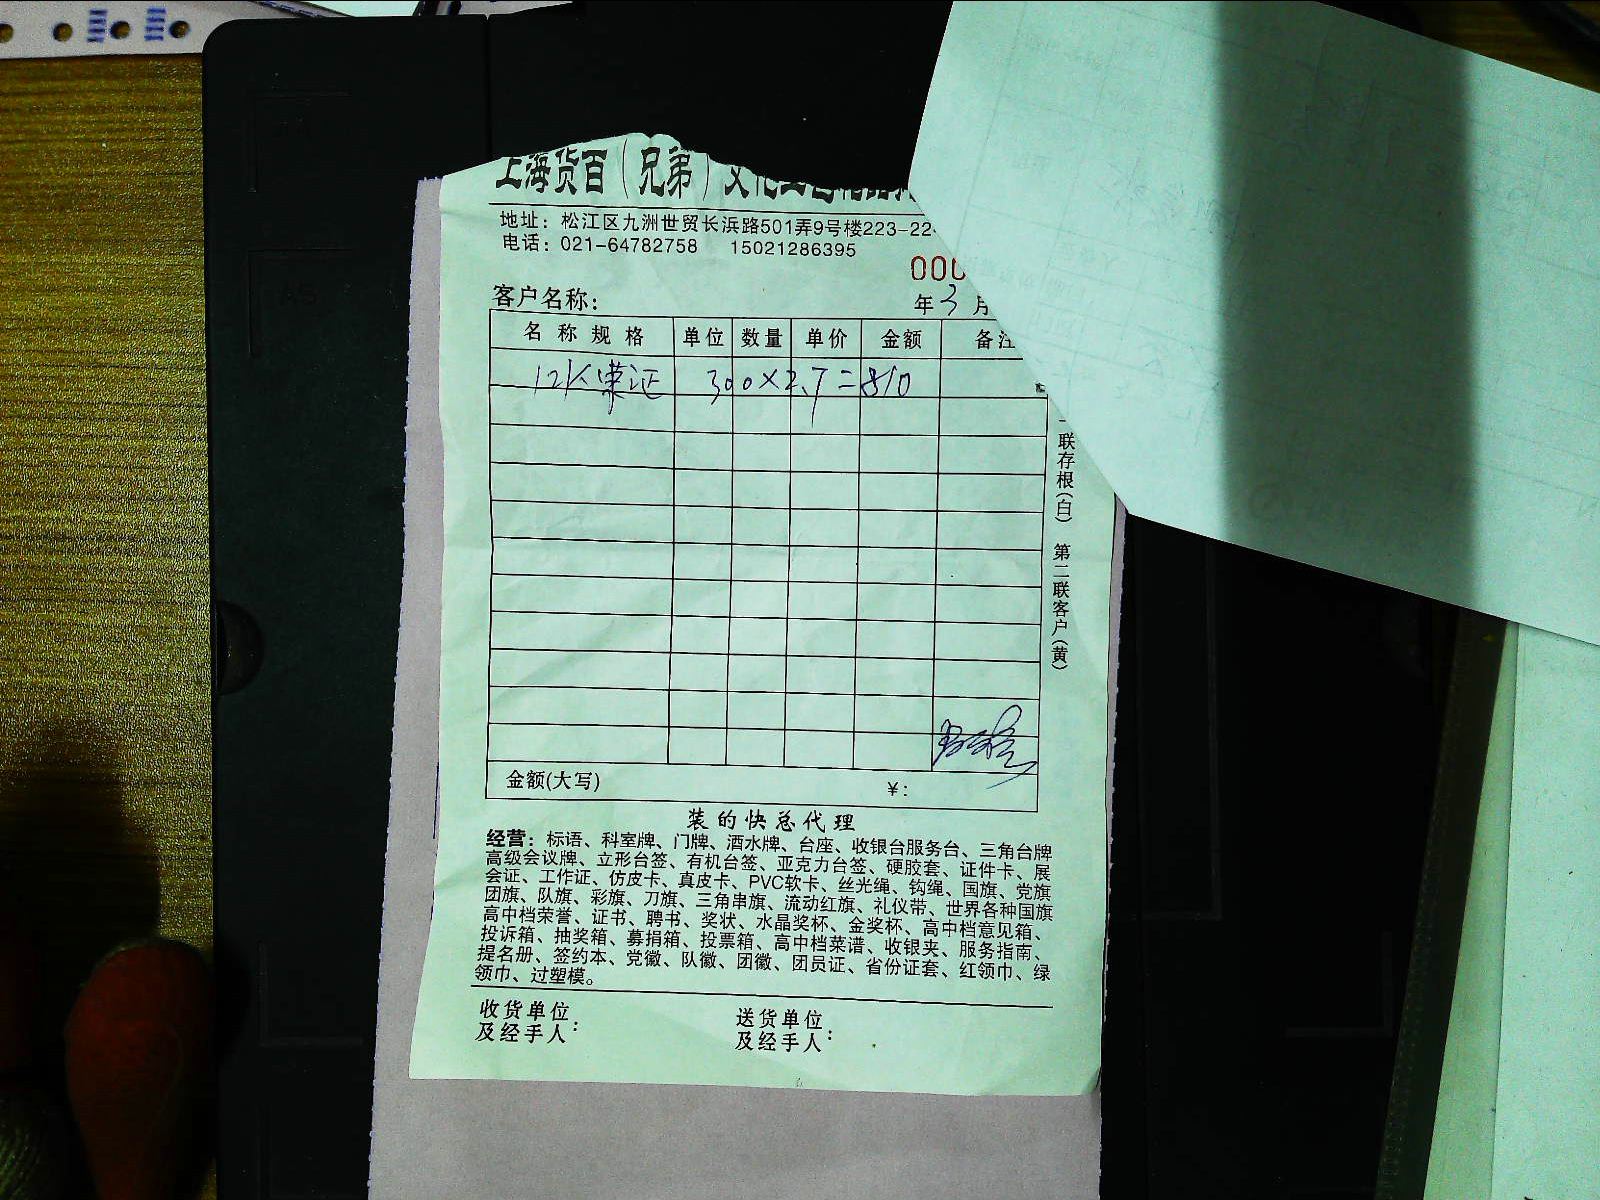 上海货百（兄弟）文化
地址：松江区九洲世贸长浜路501弄9号楼223-22
电话：021-64782758 15021286395
000
客户名称：
年3月
名称规格 单位 数量 单价 金额 备注
12K荣证 300×2.7=810
一联存根（白） 第二联客户（黄）
金额(大写) ¥：
装的快总代理
经营：标语、科室牌、门牌、酒水牌、台座、收银台服务台、三角台牌
高级会议牌、立形台签、有机台签、亚克力台签、硬胶套、证件卡、展
会证、工作证、仿皮卡、真皮卡、PVC软卡、丝光绳、钩绳、国旗、党旗
团旗、队旗、彩旗、刀旗、三角串旗、流动红旗、礼仪带、世界各种国旗
高中档荣誉、证书、聘书、奖状、水晶奖杯、金奖杯、高中档意见箱、
投诉箱、抽奖箱、募捐箱、投票箱、高中档菜谱、收银夹、服务指南、
提名册、签约本、党徽、队徽、团徽、团员证、省份证套、红领巾、绿
领巾、过塑模。
收货单位 送货单位
及经手人： 及经手人：